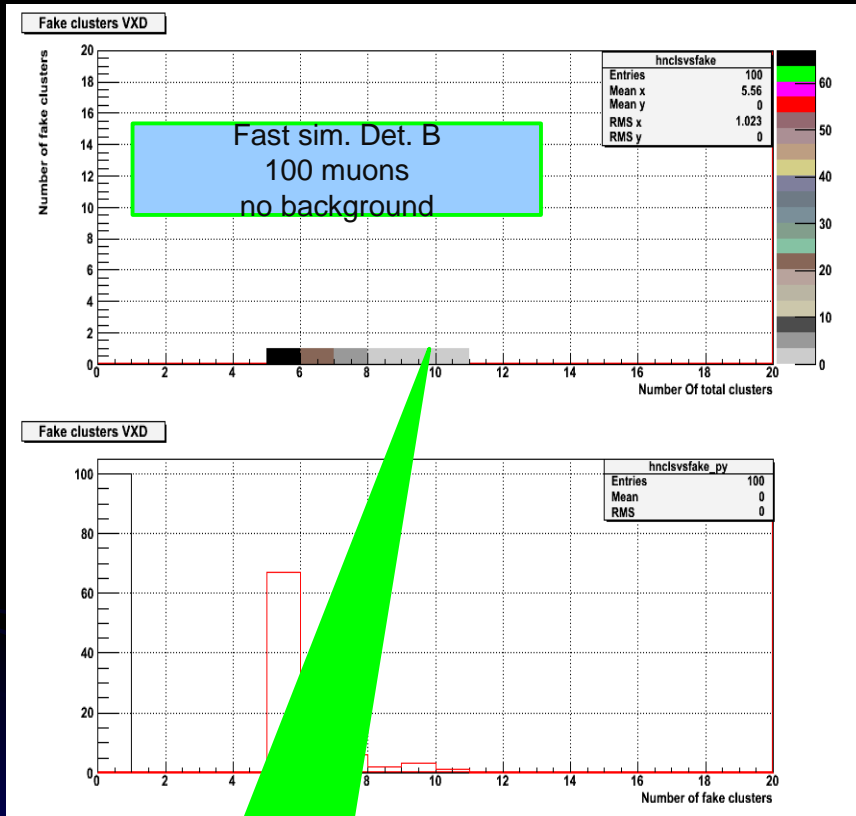 Fake clusters VXD
Number of fake clusters
20
18
16
14
12
10
8
6
4
2
0
hnclsvsfake
Entries 100
Mean x 5.56
Mean y 0
RMS x 1.023
RMS y 0
Fast sim. Det. B
100 muons
no background
60
50
40
30
20
10
0
0 2 4 6 8 10 12 14 16 18 20
Number Of total clusters
Fake clusters VXD
100
80
60
40
20
0
hnclsvsfake_py
Entries 100
Mean 0
RMS 0
0 2 4 8 10 12 14 16 18 20
Number of fake clusters